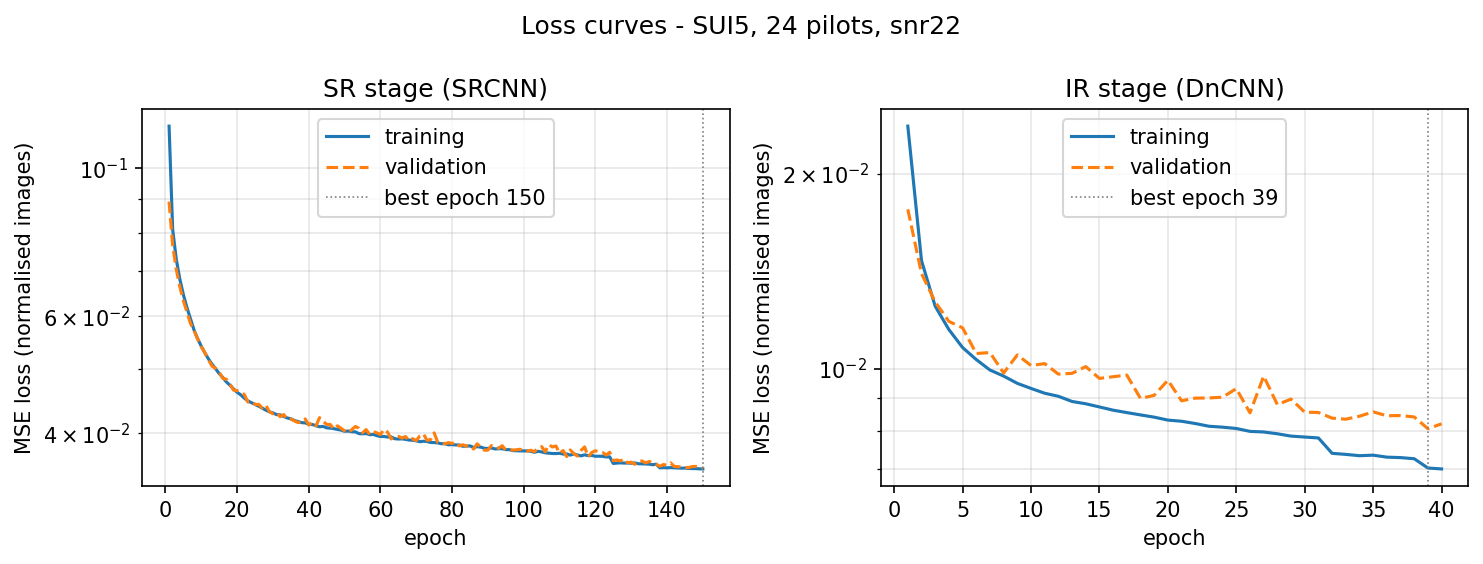 Loss curves - SUI5, 24 pilots, snr22
SR stage (SRCNN)
MSE loss (normalised images)
10⁻¹
6 × 10⁻²
4 × 10⁻²
training
validation
best epoch 150
0 20 40 60 80 100 120 140
epoch
IR stage (DnCNN)
MSE loss (normalised images)
2 × 10⁻²
10⁻²
training
validation
best epoch 39
0 5 10 15 20 25 30 35 40
epoch